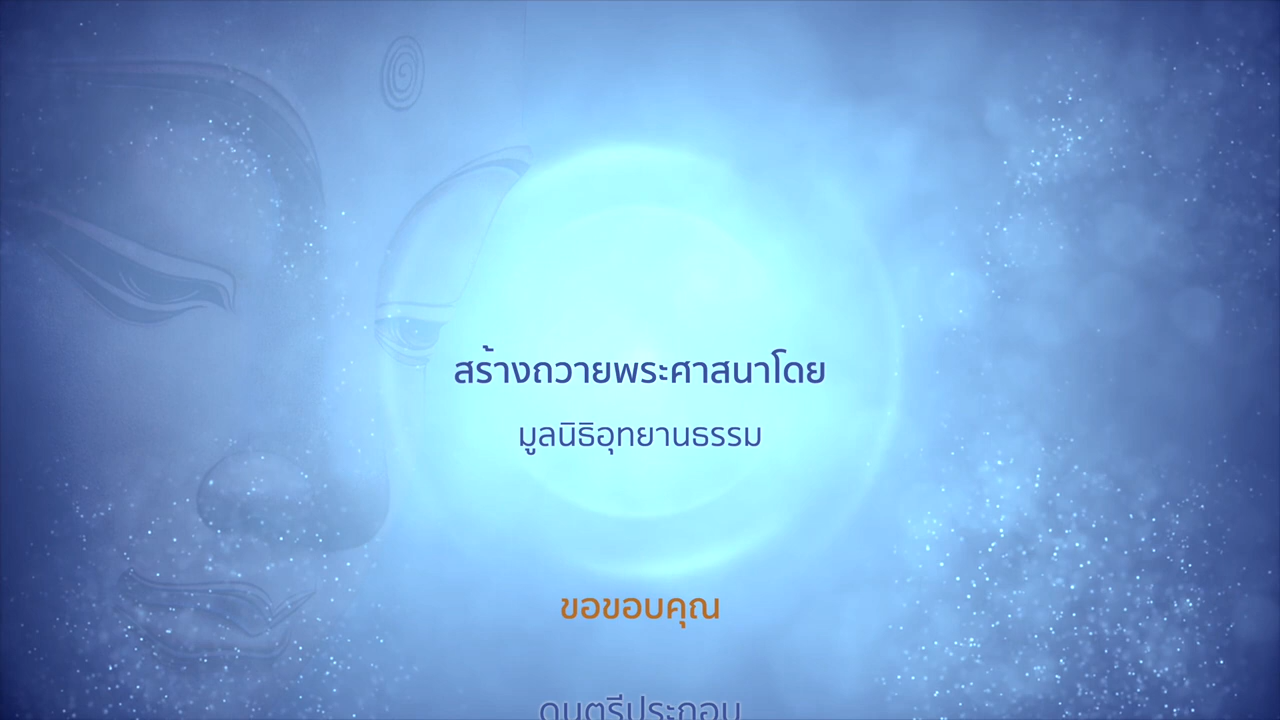 สร้างถวายพระศาสนาโดย
มูลนิธิอุทยานธรรม
ขอขอบคุณ
ดนตรีประกอบ